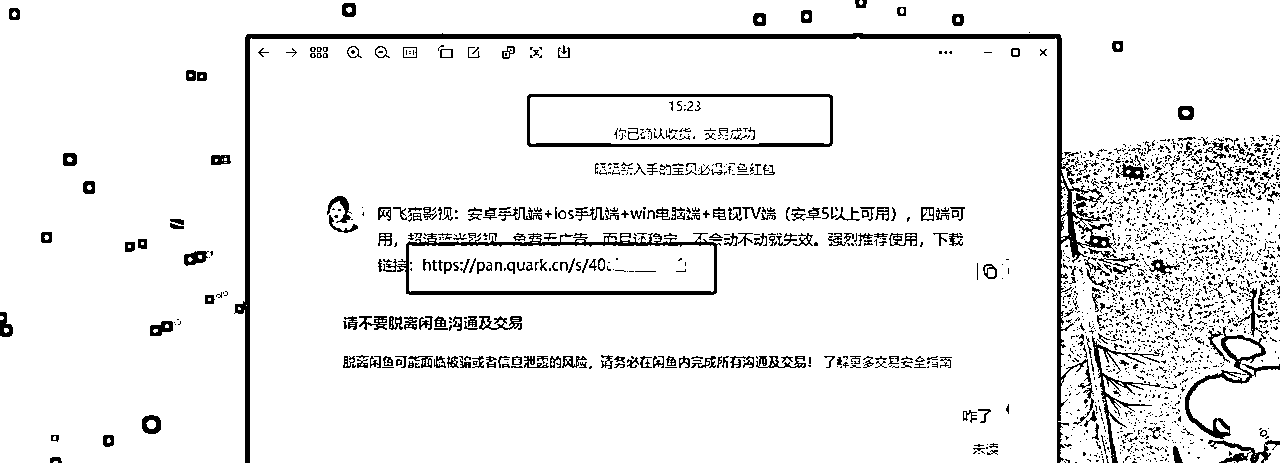 15:23
你已确认收货，交易成功
晒晒新入手的宝贝必得闲鱼红包
网飞猫影视：安卓手机端+ios手机端+win电脑端+电视TV端（安卓5以上可用），四端可
用，超清蓝光影视，免费无广告，而且还稳定，不会动不动就失效。强烈推荐使用，下载
链接：https://pan.quark.cn/s/40
请不要脱离闲鱼沟通及交易
脱离闲鱼可能面临被骗或者信息泄露的风险，请务必在闲鱼内完成所有沟通及交易！了解更多交易安全指南
咋了
未读